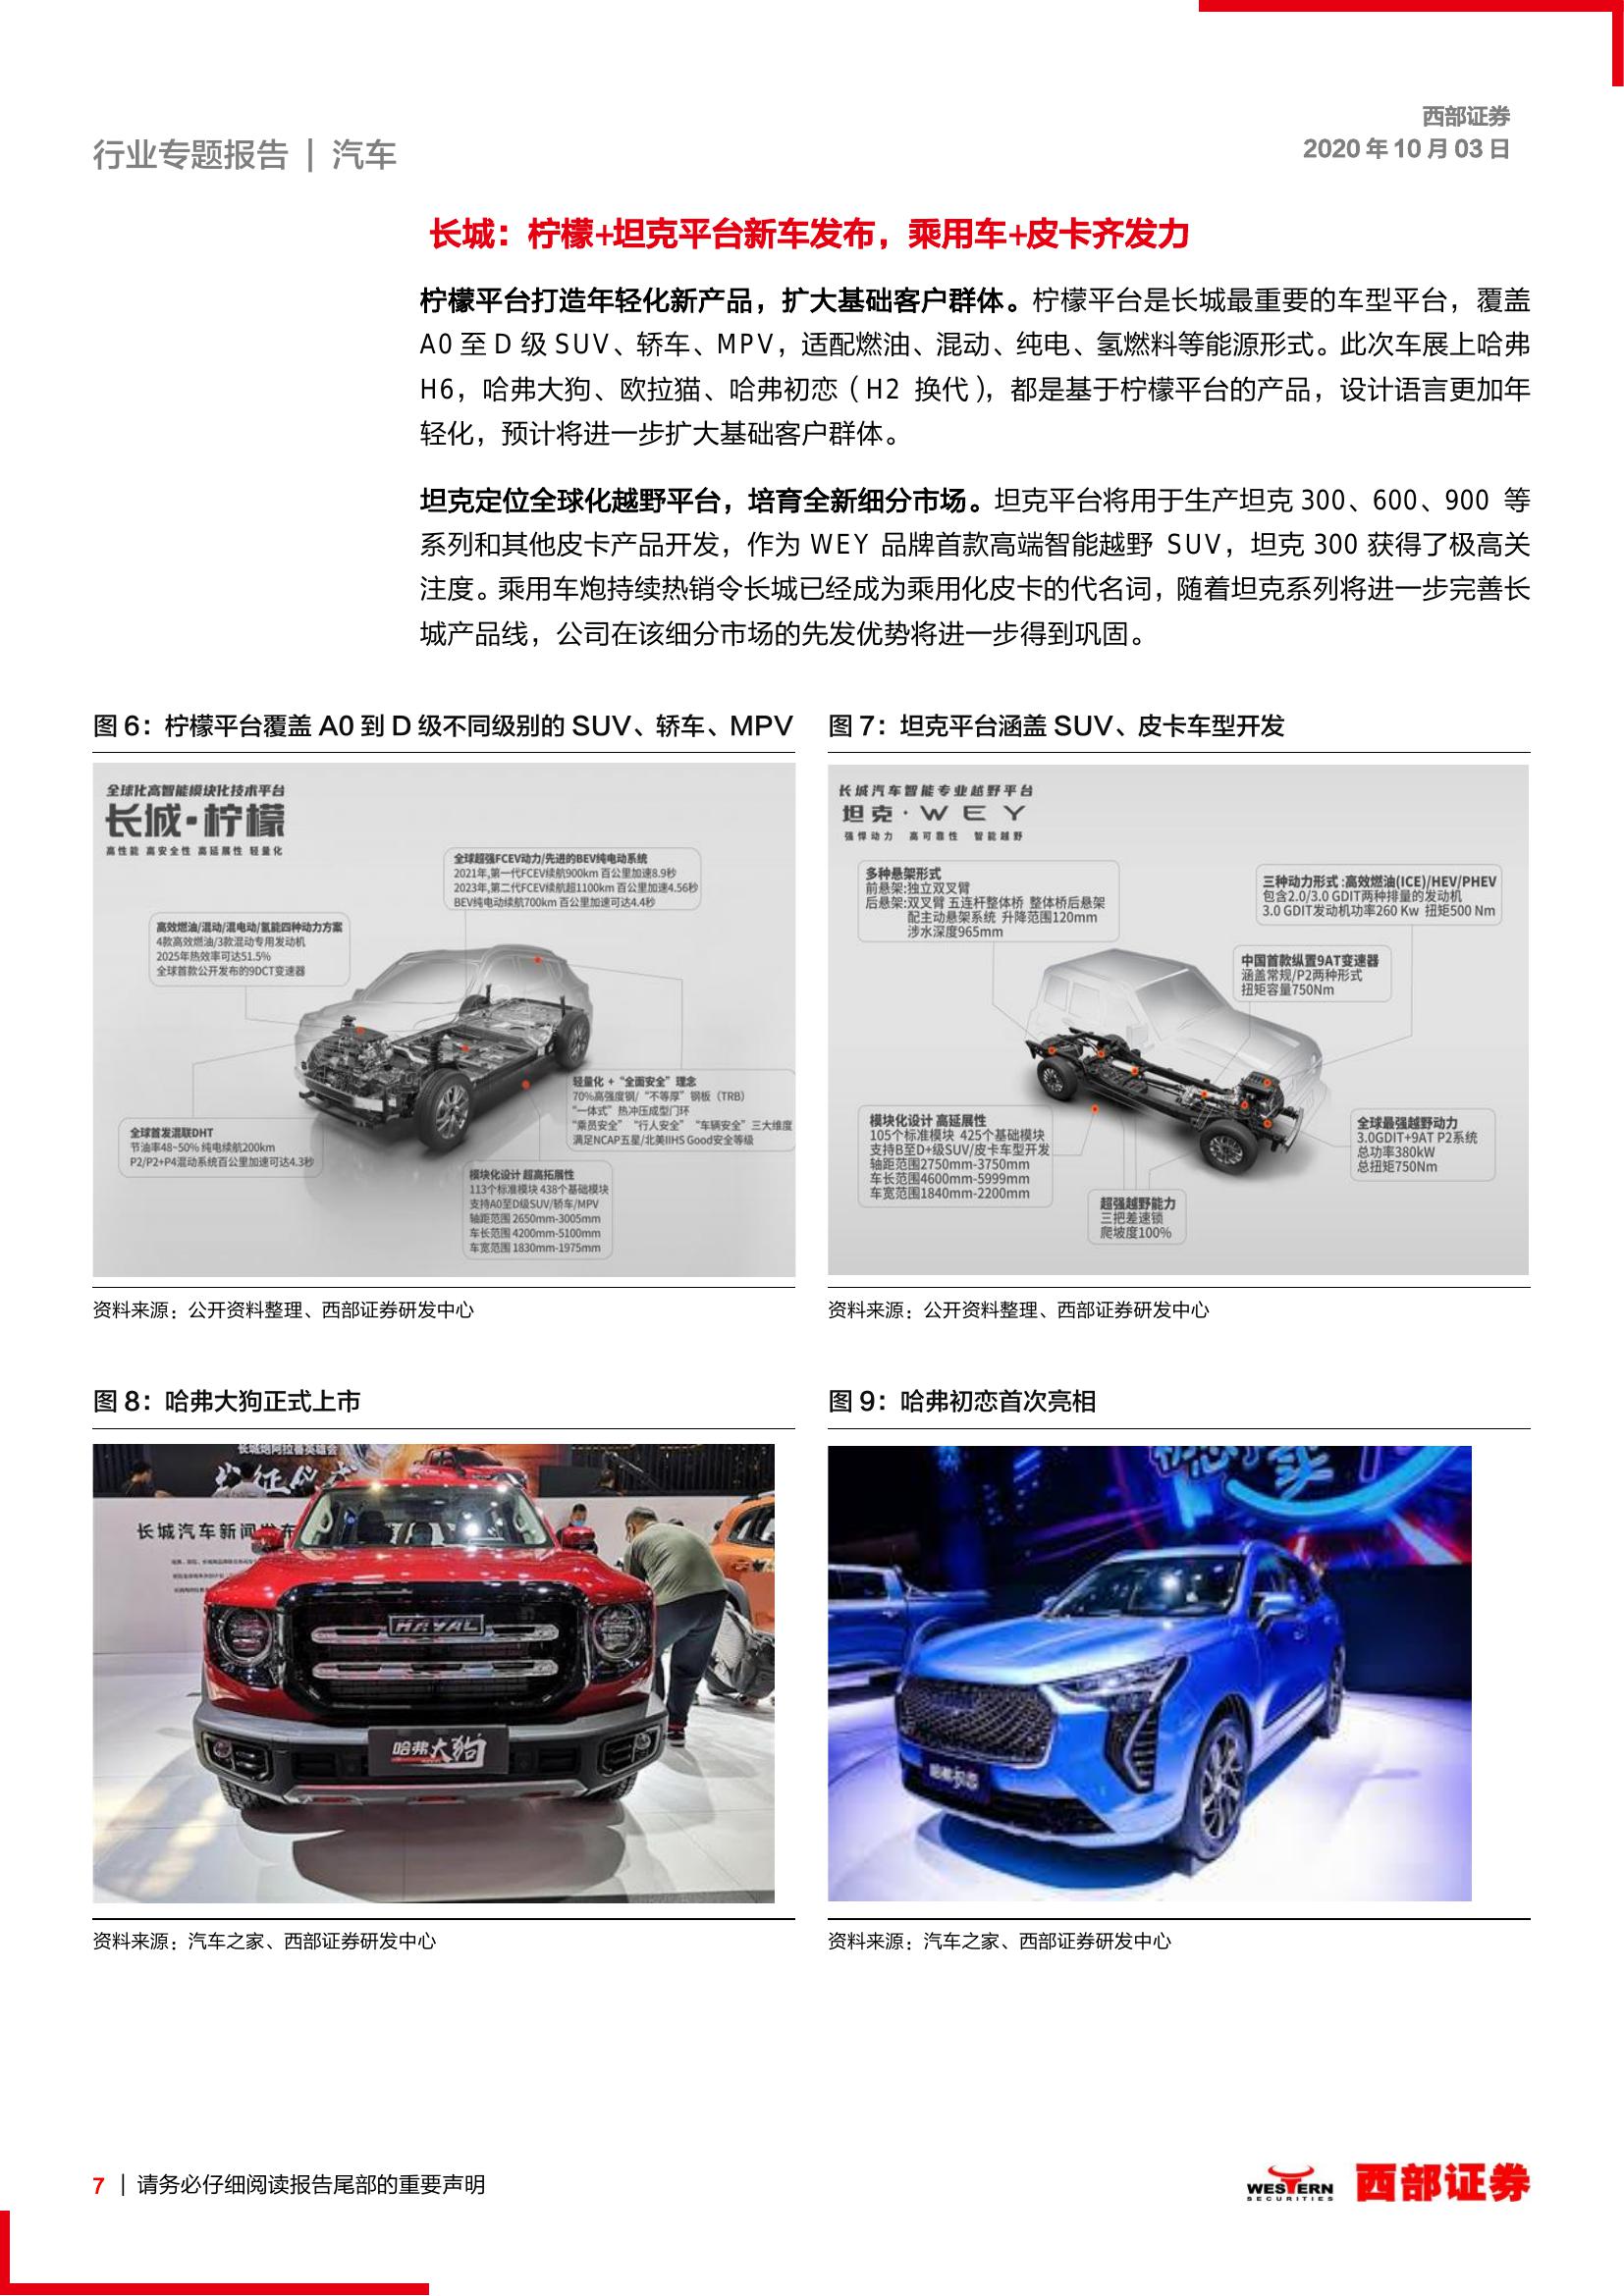 西部证券
2020 年 10 月 03 日
行业专题报告 | 汽车
长城：柠檬+坦克平台新车发布，乘用车+皮卡齐发力
柠檬平台打造年轻化新产品，扩大基础客户群体。柠檬平台是长城最重要的车型平台，覆盖
A0 至 D 级 SUV、轿车、MPV，适配燃油、混动、纯电、氢燃料等能源形式。此次车展上哈弗
H6，哈弗大狗、欧拉猫、哈弗初恋（H2 换代），都是基于柠檬平台的产品，设计语言更加年
轻化，预计将进一步扩大基础客户群体。
坦克定位全球化越野平台，培育全新细分市场。坦克平台将用于生产坦克 300、600、900 等
系列和其他皮卡产品开发，作为 WEY 品牌首款高端智能越野 SUV，坦克 300 获得了极高关
注度。乘用车炮持续热销令长城已经成为乘用化皮卡的代名词，随着坦克系列将进一步完善长
城产品线，公司在该细分市场的先发优势将进一步得到巩固。
图 6：柠檬平台覆盖 A0 到 D 级不同级别的 SUV、轿车、MPV
全球化高智能模块化技术平台
长城·柠檬
高性能 高安全性 高延展性 轻量化
全球超强FCEV动力/先进的BEV纯电动系统
2021年,第一代FCEV续航900km 百公里加速8.9秒
2023年,第二代FCEV续航超1100km 百公里加速4.56秒
BEV纯电动续航700km 百公里加速可达4.4秒
高效燃油/混动/混电动/氢能四种动力方案
4款高效燃油/3款混动专用发动机
2025年热效率可达51.5%
全球首款公开发布的9DCT变速器
轻量化 + “全面安全” 理念
70%高强度钢/ “不等厚” 钢板（TRB）
“一体式” 热冲压成型门环
“乘员安全” “行人安全” “车辆安全” 三大维度
满足NCAP五星/北美IIHS Good安全等级
全球首发混联DHT
节油率48~50% 纯电续航200km
P2/P2+P4混动系统百公里加速可达4.3秒
模块化设计 超高拓展性
113个标准模块 438个基础模块
支持A0至D级SUV/轿车/MPV
轴距范围 2650mm-3005mm
车长范围 4200mm-5100mm
车宽范围 1830mm-1975mm
资料来源：公开资料整理、西部证券研发中心
图 7：坦克平台涵盖 SUV、皮卡车型开发
长城汽车智能专业越野平台
坦克·WEY
强悍动力 高可靠性 智能越野
多种悬架形式
前悬架:独立双叉臂
后悬架:双叉臂 五连杆整体桥 整体桥后悬架
配主动悬架系统 升降范围120mm
涉水深度965mm
三种动力形式 :高效燃油(ICE)/HEV/PHEV
包含2.0/3.0 GDIT两种排量的发动机
3.0 GDIT发动机功率260 Kw 扭矩500 Nm
中国首款纵置9AT变速器
涵盖常规/P2两种形式
扭矩容量750Nm
模块化设计 高延展性
105个标准模块 425个基础模块
支持B至D+级SUV/皮卡车型开发
轴距范围2750mm-3750mm
车长范围4600mm-5999mm
车宽范围1840mm-2200mm
全球最强越野动力
3.0GDIT+9AT P2系统
总功率380kW
总扭矩750Nm
超强越野能力
三把差速锁
爬坡度100%
资料来源：公开资料整理、西部证券研发中心
图 8：哈弗大狗正式上市
长城炮阿拉善英雄会
长城汽车新闻发布
HAVAL
哈弗大狗
资料来源：汽车之家、西部证券研发中心
图 9：哈弗初恋首次亮相
哈弗初恋
资料来源：汽车之家、西部证券研发中心
7 | 请务必仔细阅读报告尾部的重要声明
WESTERN
SECURITIES
西部证券